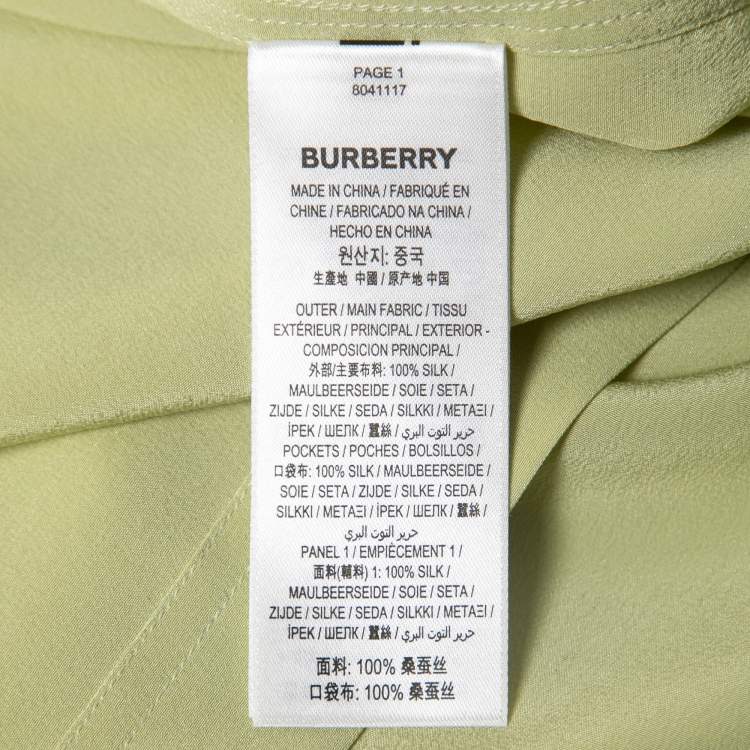 PAGE 1
8041117
BURBERRY
MADE IN CHINA / FABRIQUÉ EN
CHINE / FABRICADO NA CHINA /
HECHO EN CHINA
원산지: 중국
生產地 中國 / 原产地 中国
OUTER / MAIN FABRIC / TISSU
EXTÉRIEUR / PRINCIPAL / EXTERIOR -
COMPOSICION PRINCIPAL /
外部/主要布料: 100% SILK /
MAULBEERSEIDE / SOIE / SETA /
ZIJDE / SILKE / SEDA / SILKKI / ΜΕΤΑΞΙ /
İPEK / ШЕЛК / 蠶絲 / حرير التوت البري
POCKETS / POCHES / BOLSILLOS /
口袋布: 100% SILK / MAULBEERSEIDE /
SOIE / SETA / ZIJDE / SILKE / SEDA /
SILKKI / ΜΕΤΑΞΙ / İPEK / ШЕЛК / 蠶絲 /
حرير التوت البري
PANEL 1 / EMPIÈCEMENT 1 /
面料(輔料) 1: 100% SILK /
MAULBEERSEIDE / SOIE / SETA /
ZIJDE / SILKE / SEDA / SILKKI / ΜΕΤΑΞΙ /
İPEK / ШЕЛК / 蠶絲 / حرير التوت البري
面料: 100% 桑蚕丝
口袋布: 100% 桑蚕丝